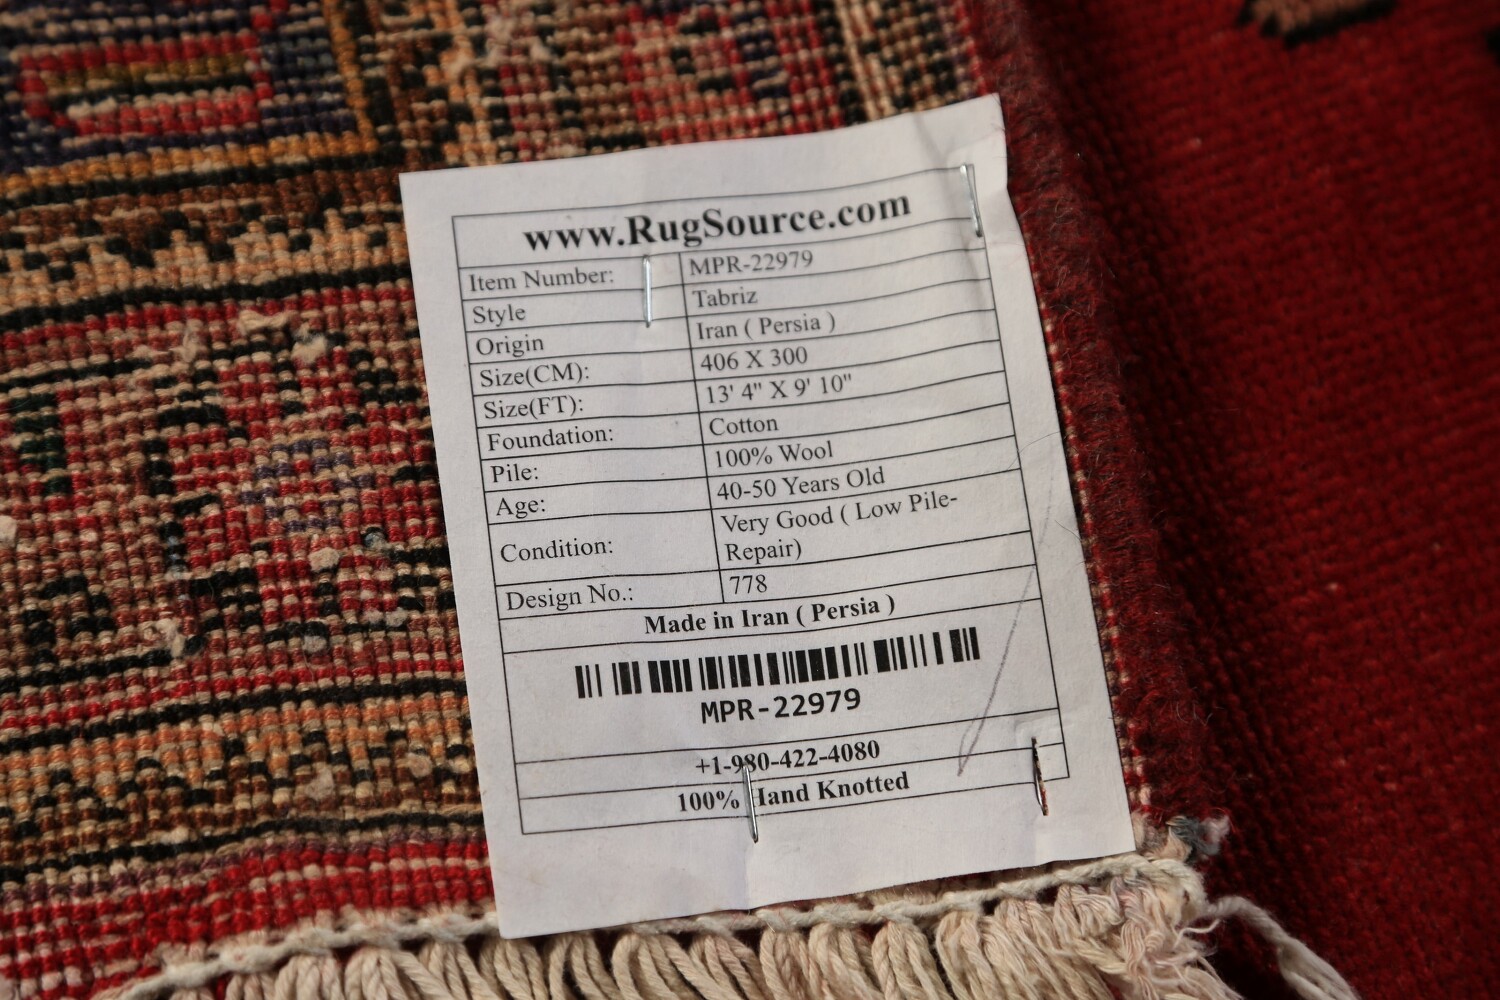 www.RugSource.com
Item Number: MPR-22979
Style Tabriz
Origin Iran ( Persia )
Size(CM): 406 X 300
Size(FT): 13' 4" X 9' 10"
Foundation: Cotton
Pile: 100% Wool
Age: 40-50 Years Old
Condition: Very Good ( Low Pile-
Repair)
Design No.: 778
Made in Iran ( Persia )
MPR-22979
+1-980-422-4080
100% Hand Knotted